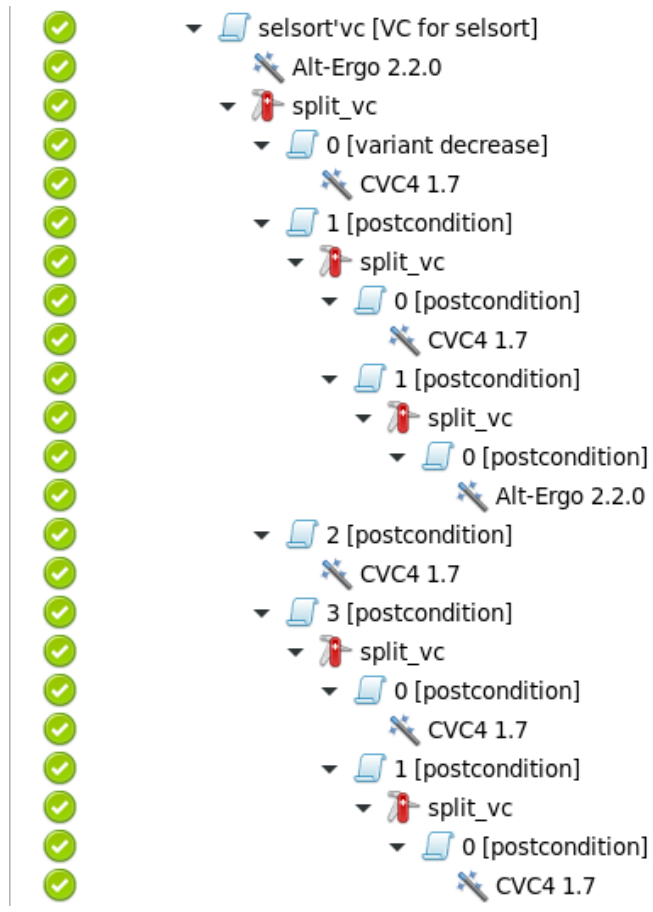 selsort'vc [VC for selsort]
Alt-Ergo 2.2.0
split_vc
0 [variant decrease]
CVC4 1.7
1 [postcondition]
split_vc
0 [postcondition]
CVC4 1.7
1 [postcondition]
split_vc
0 [postcondition]
Alt-Ergo 2.2.0
2 [postcondition]
CVC4 1.7
3 [postcondition]
split_vc
0 [postcondition]
CVC4 1.7
1 [postcondition]
split_vc
0 [postcondition]
CVC4 1.7